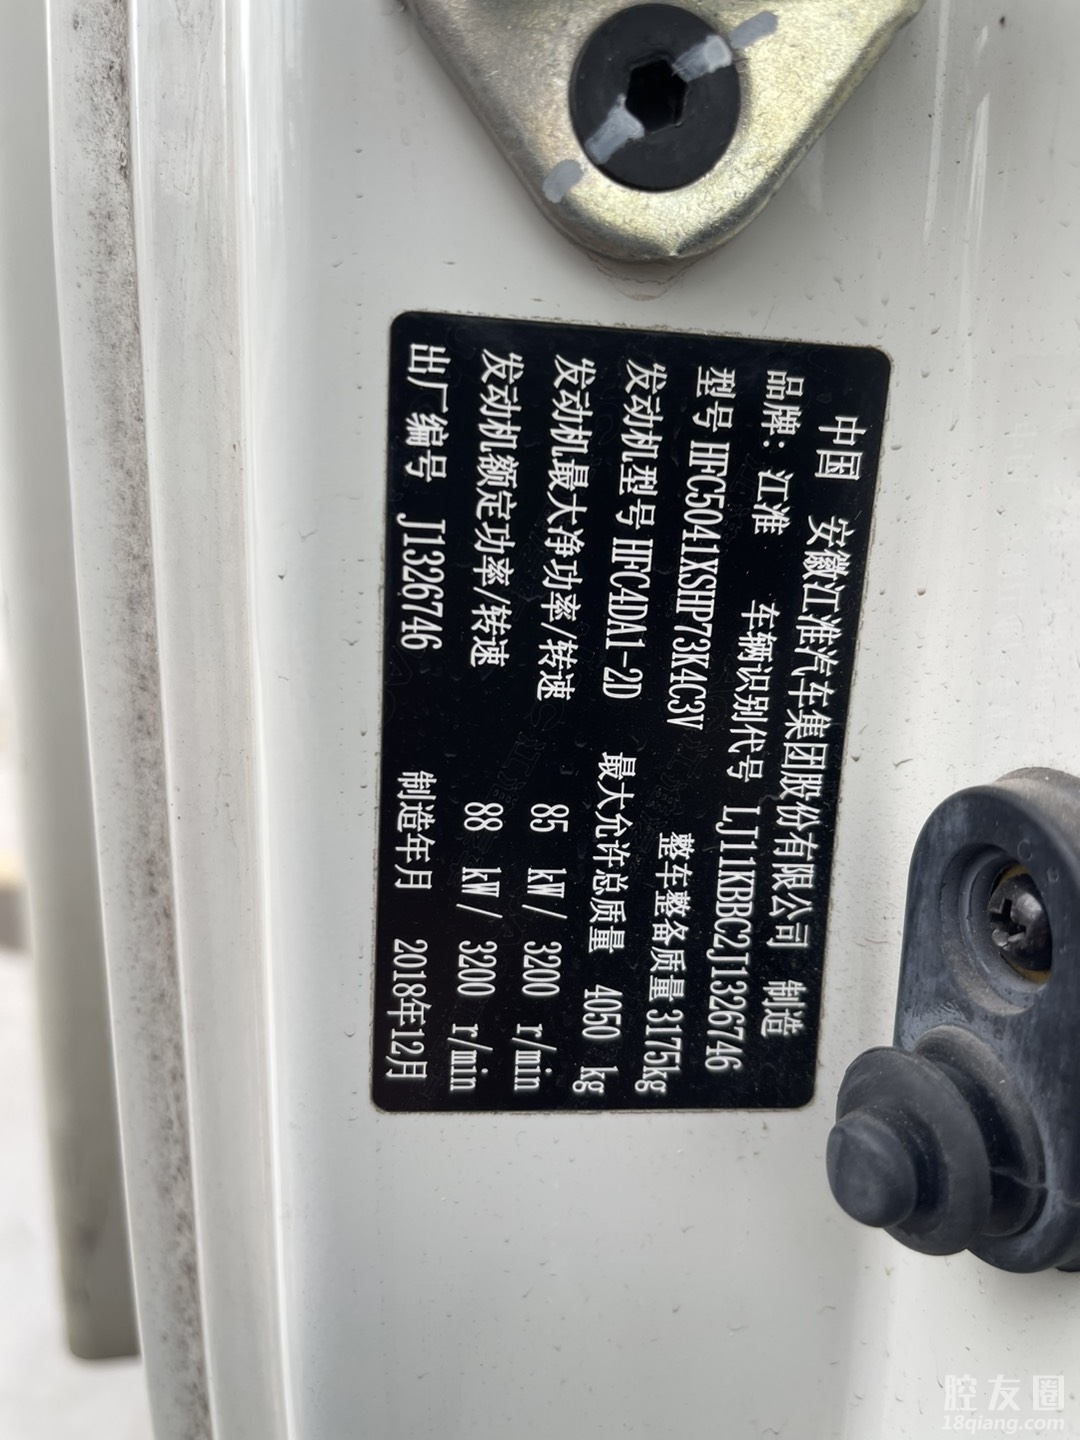 中国 安徽江淮汽车集团股份有限公司 制造
品牌：江淮 车辆识别代号 LJ11KBBC2J1326746
型号 HFC5041XSHP73K4C3V 整车整备质量 3175kg
发动机型号 HFC4DA1-2D 最大允许总质量 4050 kg
发动机最大净功率/转速 85 kW/ 3200 r/min
发动机额定功率/转速 88 kW/ 3200 r/min
出厂编号 J1326746 制造年月 2018年12月
腔友圈
18qiang.com